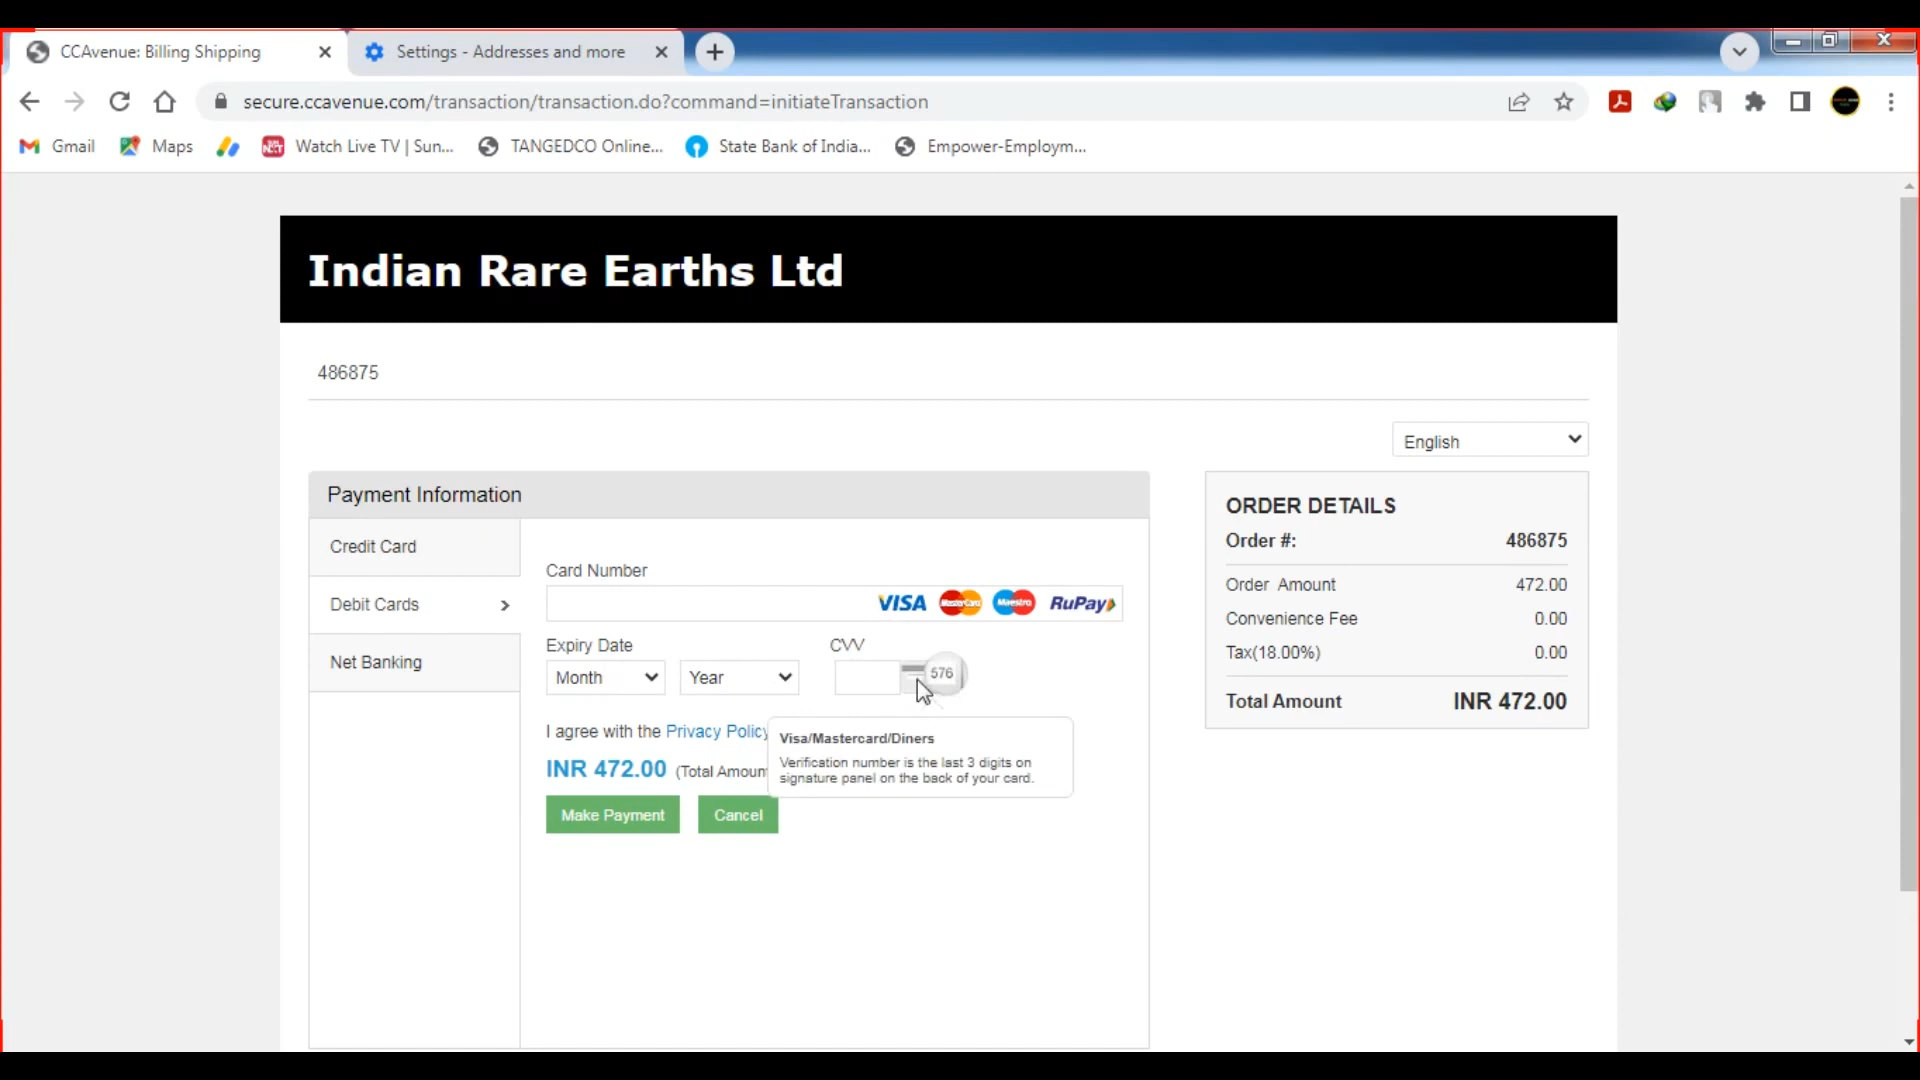 CCAvenue: Billing Shipping
Settings - Addresses and more
secure.ccavenue.com/transaction/transaction.do?command=initiateTransaction
Gmail Maps Watch Live TV | Sun... TANGEDCO Online... State Bank of India... Empower-Employm...
Indian Rare Earths Ltd
486875
English
Payment Information
Credit Card
Debit Cards
Net Banking
Card Number
VISA MasterCard Maestro RuPay
Expiry Date CVV
Month Year 576
I agree with the Privacy Policy
Visa/Mastercard/Diners
Verification number is the last 3 digits on
signature panel on the back of your card.
INR 472.00 (Total Amoun
Make Payment Cancel
ORDER DETAILS
Order #: 486875
Order Amount 472.00
Convenience Fee 0.00
Tax(18.00%) 0.00
Total Amount INR 472.00